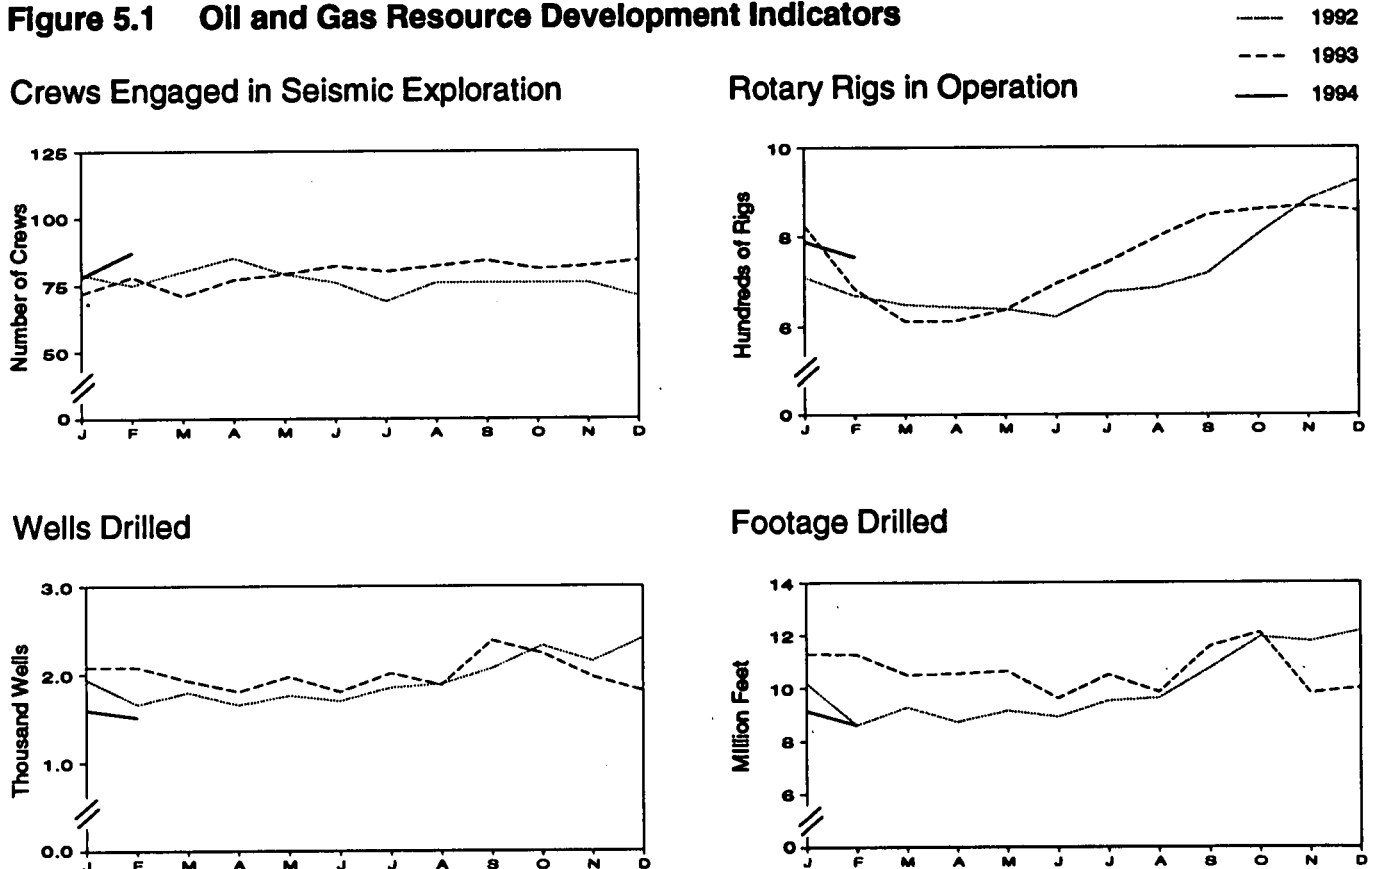 Figure 5.1 Oil and Gas Resource Development Indicators
1992
1993
1994
Crews Engaged in Seismic Exploration
Number of Crews
125
100
75
50
0
J F M A M J J A S O N D
Rotary Rigs in Operation
Hundreds of Rigs
10
8
6
0
J F M A M J J A S O N D
Wells Drilled
Thousand Wells
3.0
2.0
1.0
0.0
J F M A M J J A S O N D
Footage Drilled
Million Feet
14
12
10
8
6
0
J F M A M J J A S O N D